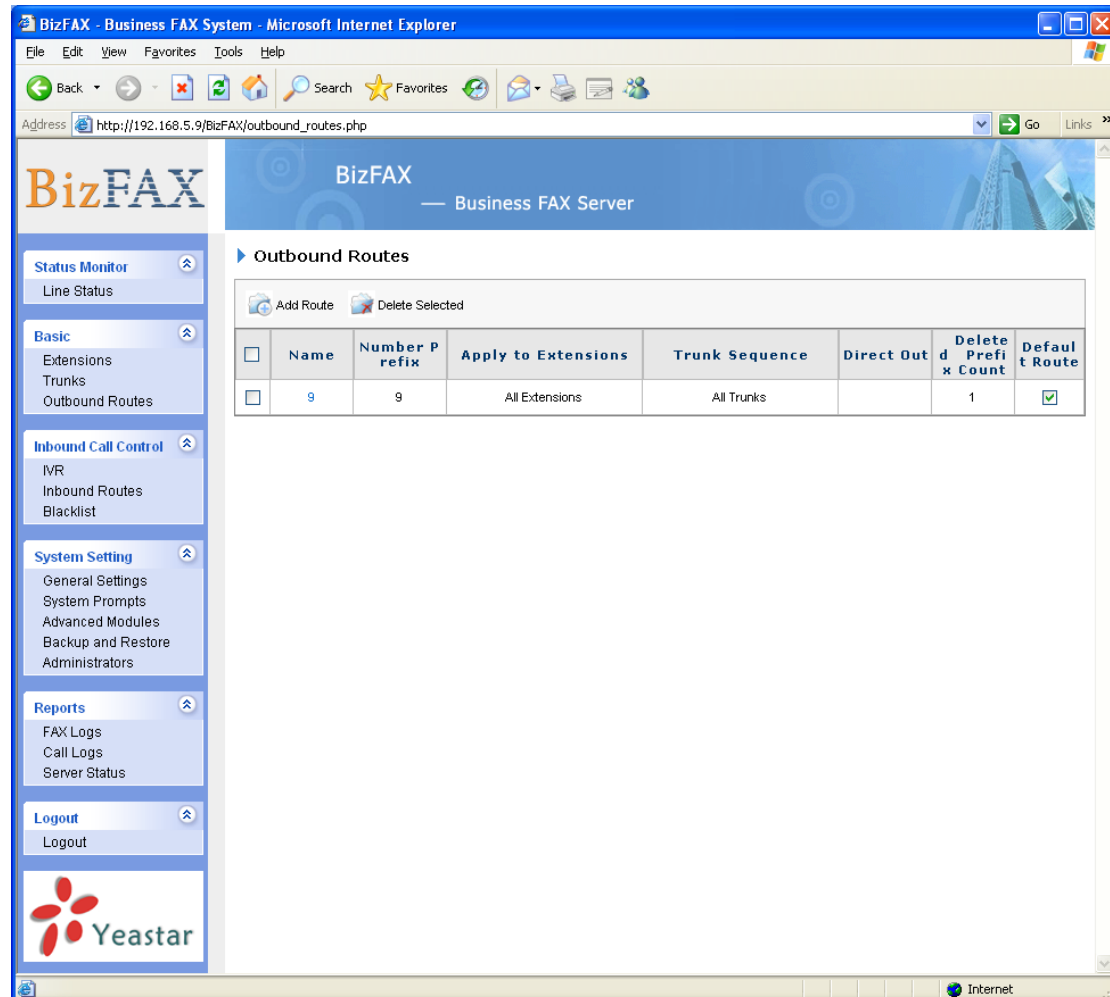 BizFAX - Business FAX System - Microsoft Internet Explorer
File Edit View Favorites Tools Help
Back Search Favorites
Address http://192.168.5.9/BizFAX/outbound_routes.php Go Links »
BizFAX
BizFAX
— Business FAX Server
Status Monitor
Line Status
Basic
Extensions
Trunks
Outbound Routes
Inbound Call Control
IVR
Inbound Routes
Blacklist
System Setting
General Settings
System Prompts
Advanced Modules
Backup and Restore
Administrators
Reports
FAX Logs
Call Logs
Server Status
Logout
Logout
Yeastar
Outbound Routes
Add Route Delete Selected
Name Number P Apply to Extensions Trunk Sequence Direct Out Delete Defaul
refix d Prefi t Route
x Count
9 9 All Extensions All Trunks 1
Internet